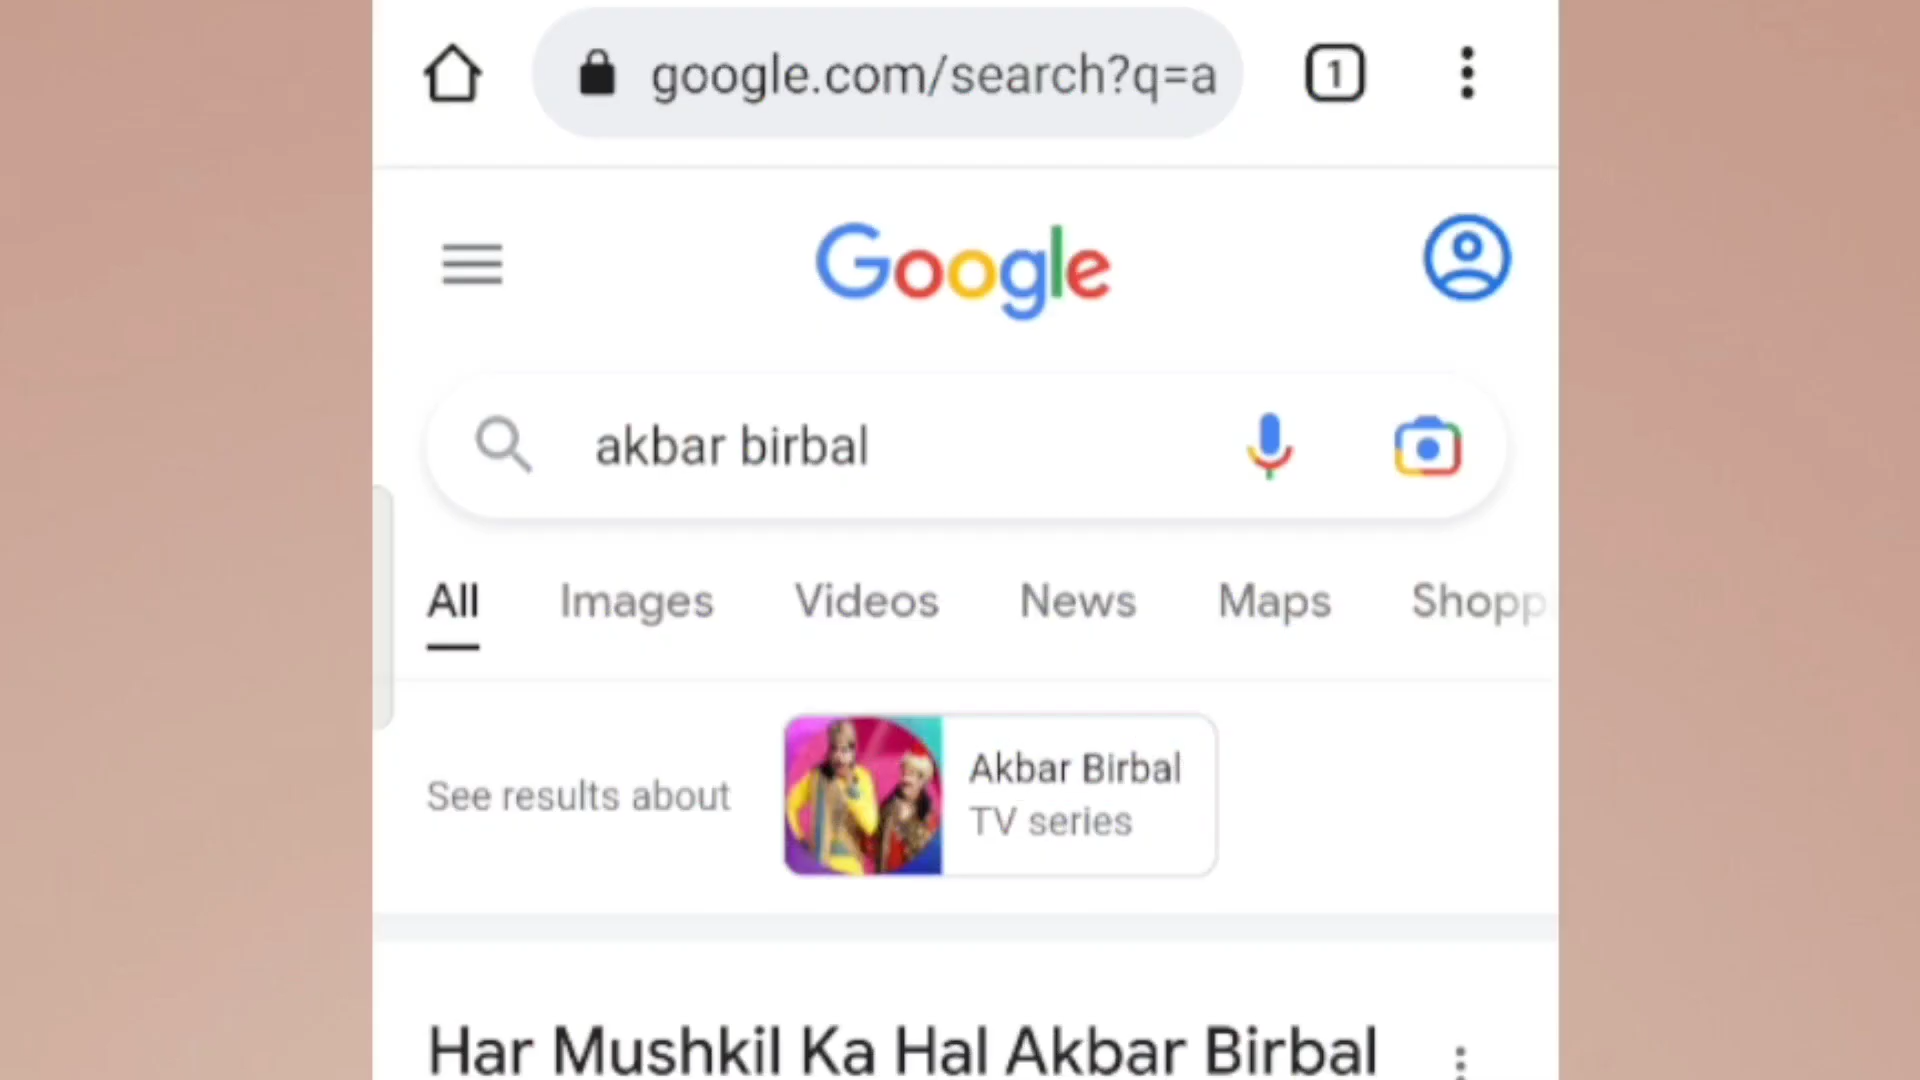 google.com/search?q=a
1
Google
akbar birbal
All Images Videos News Maps Shopp
See results about
Akbar Birbal
TV series
Har Mushkil Ka Hal Akbar Birbal